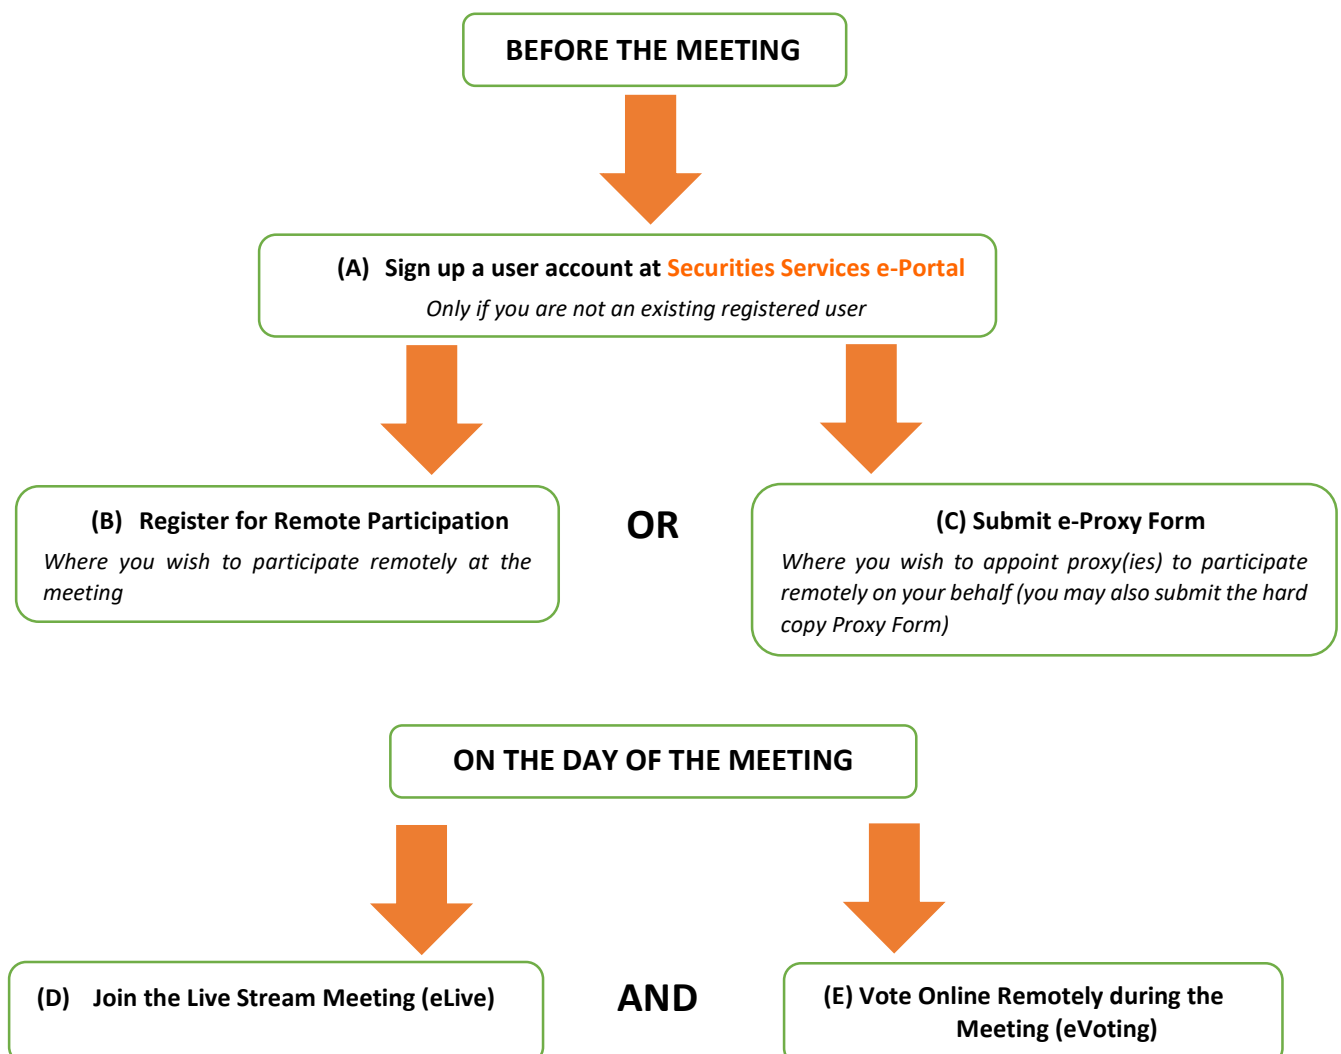 BEFORE THE MEETING
(A) Sign up a user account at Securities Services e-Portal
Only if you are not an existing registered user
(B) Register for Remote Participation
Where you wish to participate remotely at the
meeting
OR
(C) Submit e-Proxy Form
Where you wish to appoint proxy(ies) to participate
remotely on your behalf (you may also submit the hard
copy Proxy Form)
ON THE DAY OF THE MEETING
(D) Join the Live Stream Meeting (eLive)
AND
(E) Vote Online Remotely during the
Meeting (eVoting)